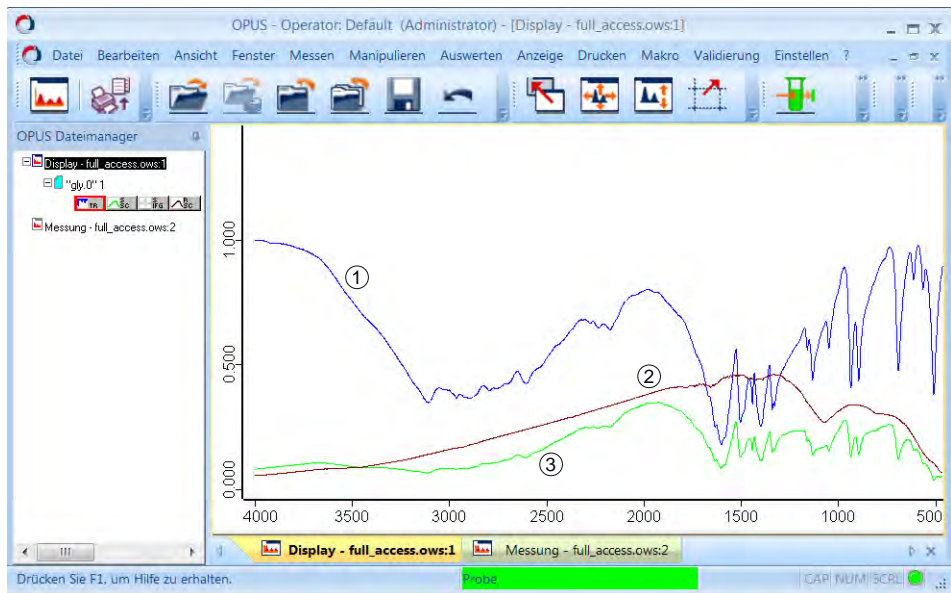 OPUS - Operator: Default (Administrator) - [Display - full_access.ows:1]
Datei Bearbeiten Ansicht Fenster Messen Manipulieren Auswerten Anzeige Drucken Makro Validierung Einstellen ?
OPUS Dateimanager
Display - full_access.ows:1
"gly.0" 1
TR S SC S IFG R SC
Messung - full_access.ows:2
1.000
0.500
0.000
1
2
3
4000 3500 3000 2500 2000 1500 1000 500
Display - full_access.ows:1 Messung - full_access.ows:2
Drücken Sie F1, um Hilfe zu erhalten. Probe CAP NUM SCRL